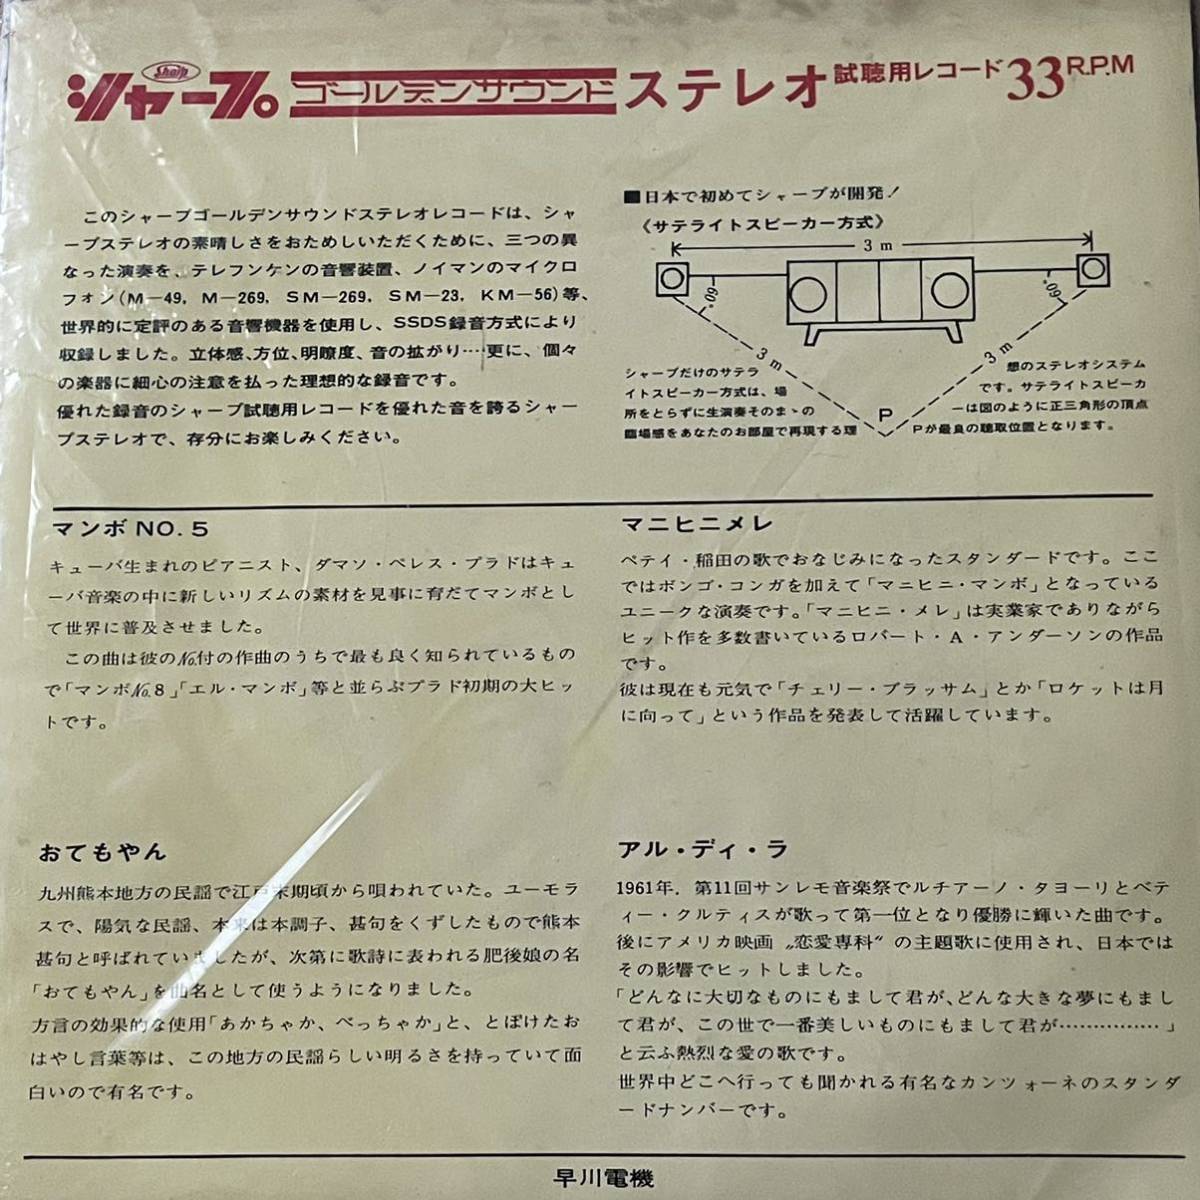 Sharp
シャープ ゴールデンサウンド ステレオ 試聴用レコード 33 R.P.M
このシャープゴールデンサウンドステレオレコードは、シャ
ープステレオの素晴しさをおためしいただくために、三つの異
なった演奏を、テレフンケンの音響装置、ノイマンのマイクロ
フォン(M—49, M—269, SM—269, SM—23, KM—56)等、
世界的に定評のある音響機器を使用し、SSDS録音方式により
収録しました。立体感、方位、明瞭度、音の拡がり‥‥更に、個々
の楽器に細心の注意を払った理想的な録音です。
優れた録音のシャープ試聴用レコードを優れた音を誇るシャー
プステレオで、存分にお楽しみください。
■日本で初めてシャープが開発!
《サテライトスピーカー方式》
3 m
60°
60°
3 m
3 m
P
シャープだけのサテラ
イトスピーカー方式は、場
所をとらずに生演奏そのまゝの
臨場感をあなたのお部屋で再現する理
想のステレオシステム
です。サテライトスピーカ
ーは図のように正三角形の頂点
Pが最良の聴取位置となります。
マンボ NO. 5
キューバ生まれのピアニスト、ダマソ・ペレス・プラドはキュ
ーバ音楽の中に新しいリズムの素材を見事に育だてマンボとし
て世界に普及させました。
この曲は彼の№付の作曲のうちで最も良く知られているもの
で「マンボ№8」「エル・マンボ」等と並らぶプラド初期の大ヒッ
トです。
マニヒニメレ
ペテイ・稲田の歌でおなじみになったスタンダードです。ここ
ではボンゴ・コンガを加えて「マニヒニ・マンボ」となっている
ユニークな演奏です。「マニヒニ・メレ」は実業家でありながら
ヒット作を多数書いているロバート・A・アンダーソンの作品
です。
彼は現在も元気で「チェリー・ブラッサム」とか「ロケットは月
に向って」という作品を発表して活躍しています。
おてもやん
九州熊本地方の民謡で江戸末期頃から唄われていた。ユーモラ
スで、陽気な民謡、本来は本調子、甚句をくずしたもので熊本
甚句と呼ばれていましたが、次第に歌詩に表われる肥後娘の名
「おてもやん」を曲名として使うようになりました。
方言の効果的な使用「あかちゃか、べっちゃか」と、とぼけたお
はやし言葉等は、この地方の民謡らしい明るさを持っていて面
白いので有名です。
アル・ディ・ラ
1961年. 第11回サンレモ音楽祭でルチアーノ・タヨーリとベテ
ィー・クルティスが歌って第一位となり優勝に輝いた曲です。
後にアメリカ映画〝恋愛専科〟の主題歌に使用され、日本では
その影響でヒットしました。
「どんなに大切なものにもまして君が、どんな大きな夢にもまし
て君が、この世で一番美しいものにもまして君が……………」
と云ふ熱烈な愛の歌です。
世界中どこへ行っても聞かれる有名なカンツォーネのスタンダ
ードナンバーです。
早川電機